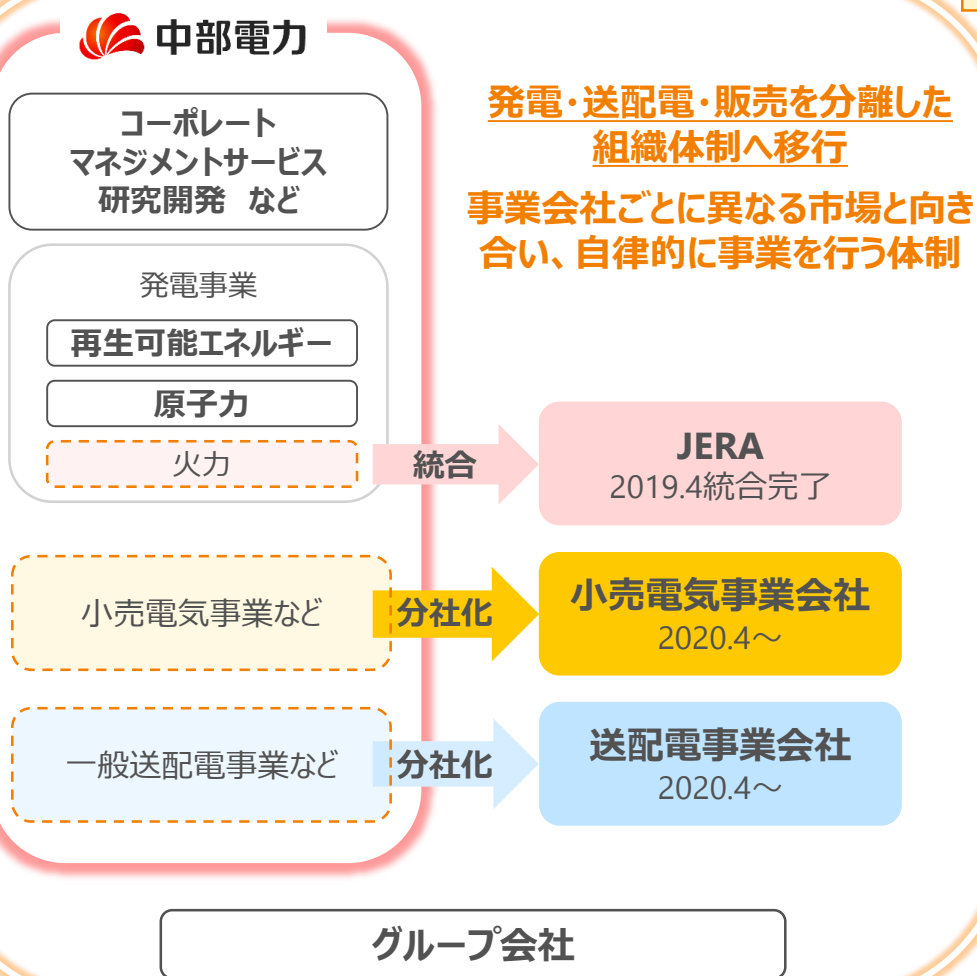 中部電力
コーポレート
マネジメントサービス
研究開発 など
発電・送配電・販売を分離した
組織体制へ移行
事業会社ごとに異なる市場と向き
合い、自律的に事業を行う体制
発電事業
再生可能エネルギー
原子力
火力
統合
JERA
2019.4統合完了
小売電気事業など
分社化
小売電気事業会社
2020.4～
一般送配電事業など
分社化
送配電事業会社
2020.4～
グループ会社